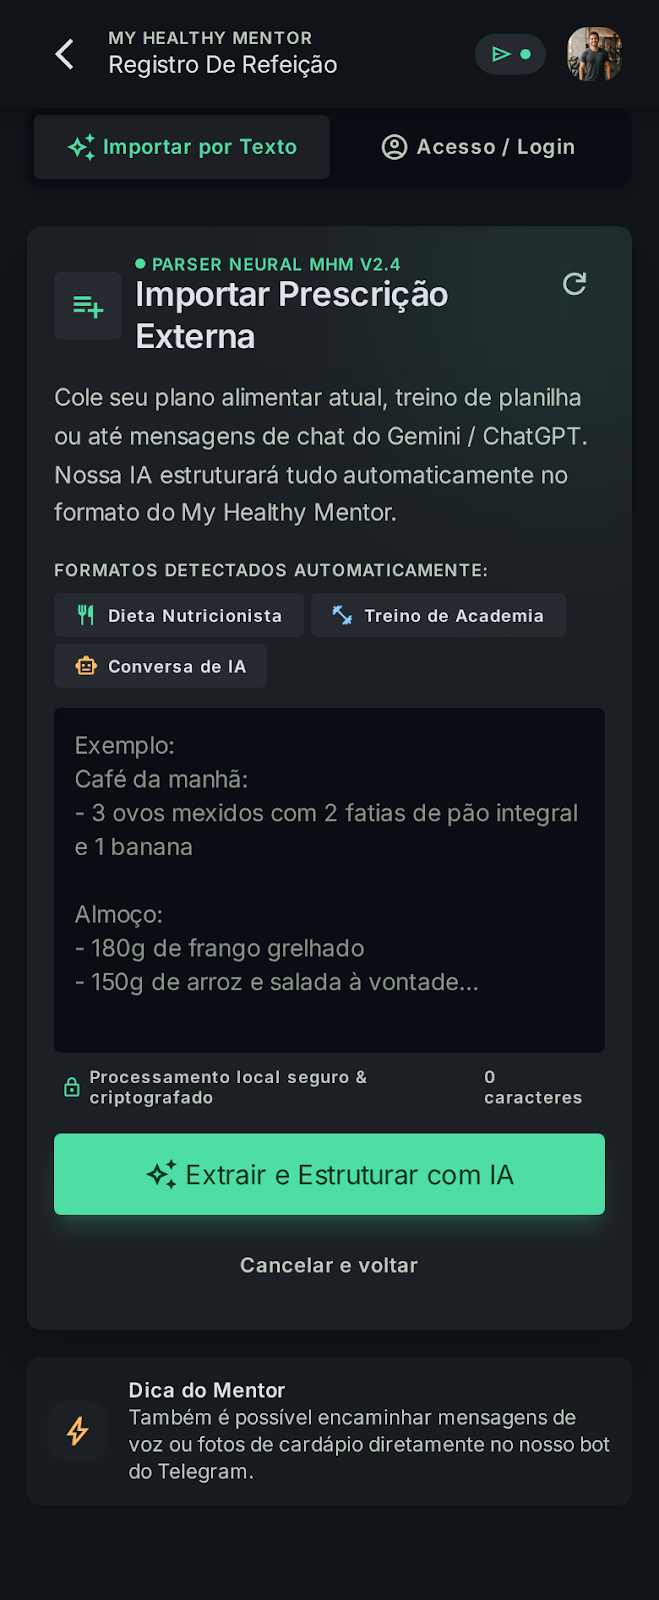 MY HEALTHY MENTOR
Registro De Refeição
Importar por Texto
Acesso / Login
PARSER NEURAL MHM V2.4
Importar Prescrição
Externa
Cole seu plano alimentar atual, treino de planilha
ou até mensagens de chat do Gemini / ChatGPT.
Nossa IA estruturará tudo automaticamente no
formato do My Healthy Mentor.
FORMATOS DETECTADOS AUTOMATICAMENTE:
Dieta Nutricionista
Treino de Academia
Conversa de IA
Exemplo:
Café da manhã:
- 3 ovos mexidos com 2 fatias de pão integral
e 1 banana
Almoço:
- 180g de frango grelhado
- 150g de arroz e salada à vontade...
Processamento local seguro &
criptografado
0
caracteres
Extrair e Estruturar com IA
Cancelar e voltar
Dica do Mentor
Também é possível encaminhar mensagens de
voz ou fotos de cardápio diretamente no nosso bot
do Telegram.